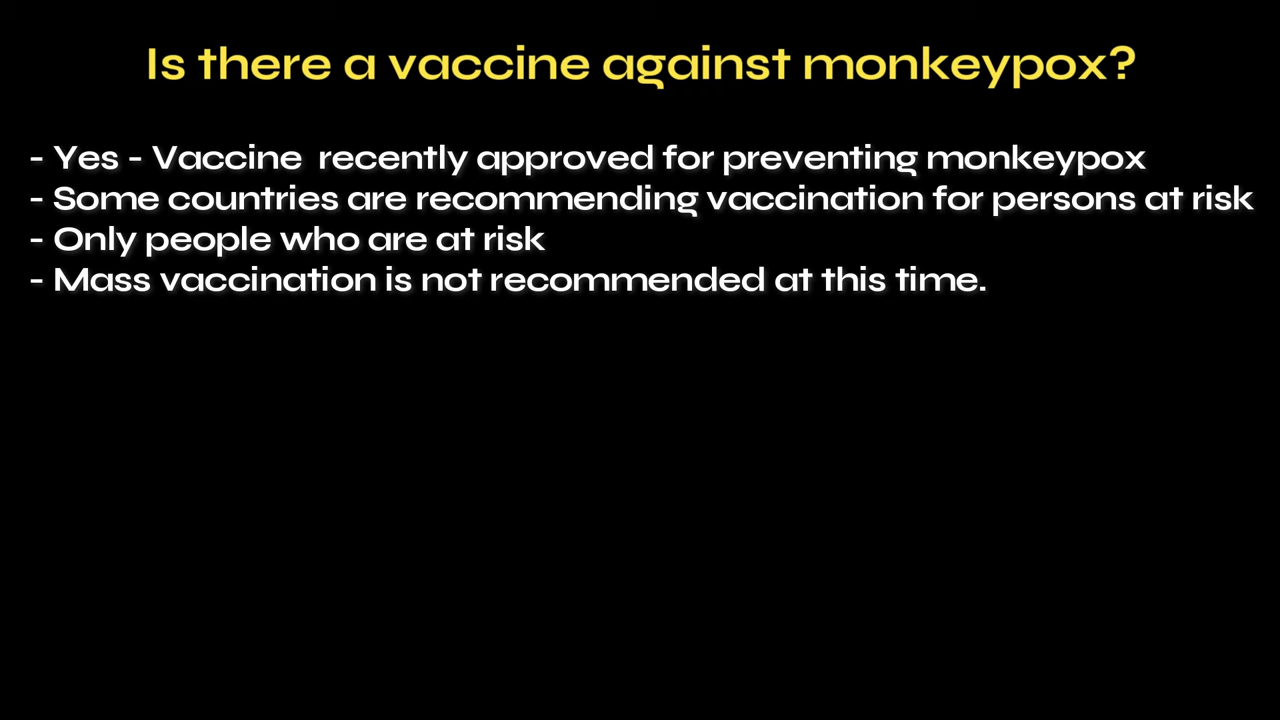 Is there a vaccine against monkeypox?
- Yes - Vaccine  recently approved for preventing monkeypox
- Some countries are recommending vaccination for persons at risk
- Only people who are at risk
- Mass vaccination is not recommended at this time.